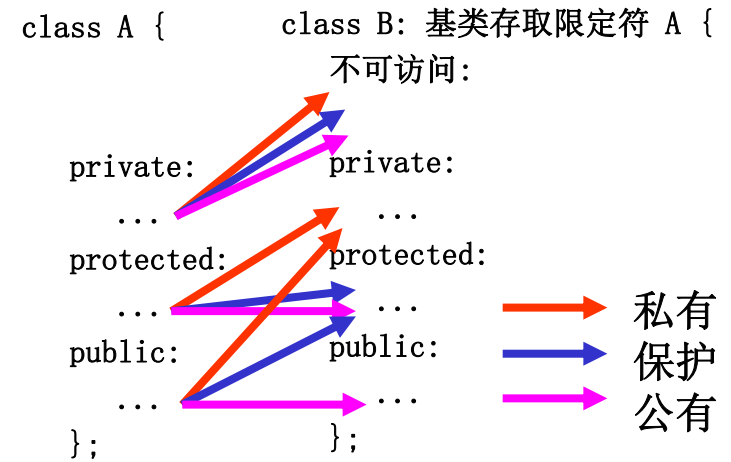 class A {
private:
...
protected:
...
public:
...
};
class B: 基类存取限定符 A {
不可访问:
private:
...
protected:
...
public:
...
};
私有
保护
公有